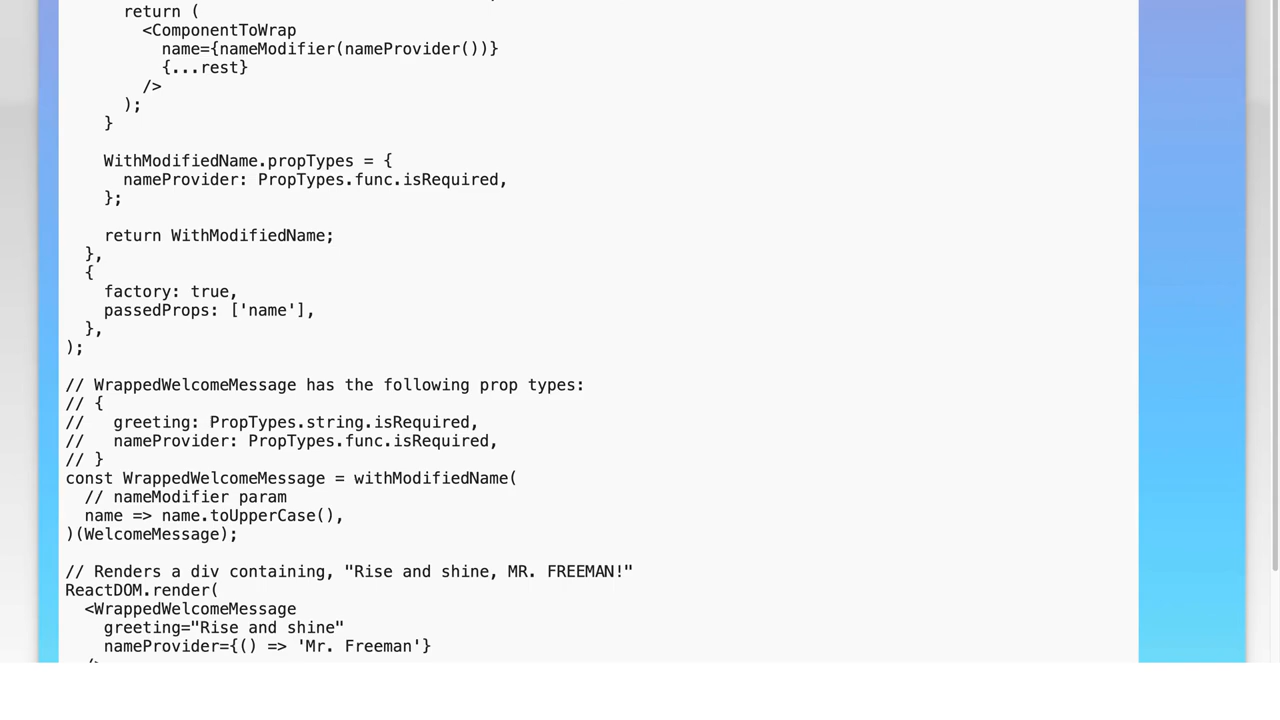 return (
<ComponentToWrap
name={nameModifier(nameProvider())}
{...rest}
/>
);
}
WithModifiedName.propTypes = {
nameProvider: PropTypes.func.isRequired,
};
return WithModifiedName;
},
{
factory: true,
passedProps: ['name'],
},
);
// WrappedWelcomeMessage has the following prop types:
// {
//   greeting: PropTypes.string.isRequired,
//   nameProvider: PropTypes.func.isRequired,
// }
const WrappedWelcomeMessage = withModifiedName(
// nameModifier param
name => name.toUpperCase(),
)(WelcomeMessage);
// Renders a div containing, "Rise and shine, MR. FREEMAN!"
ReactDOM.render(
<WrappedWelcomeMessage
greeting="Rise and shine"
nameProvider={() => 'Mr. Freeman'}